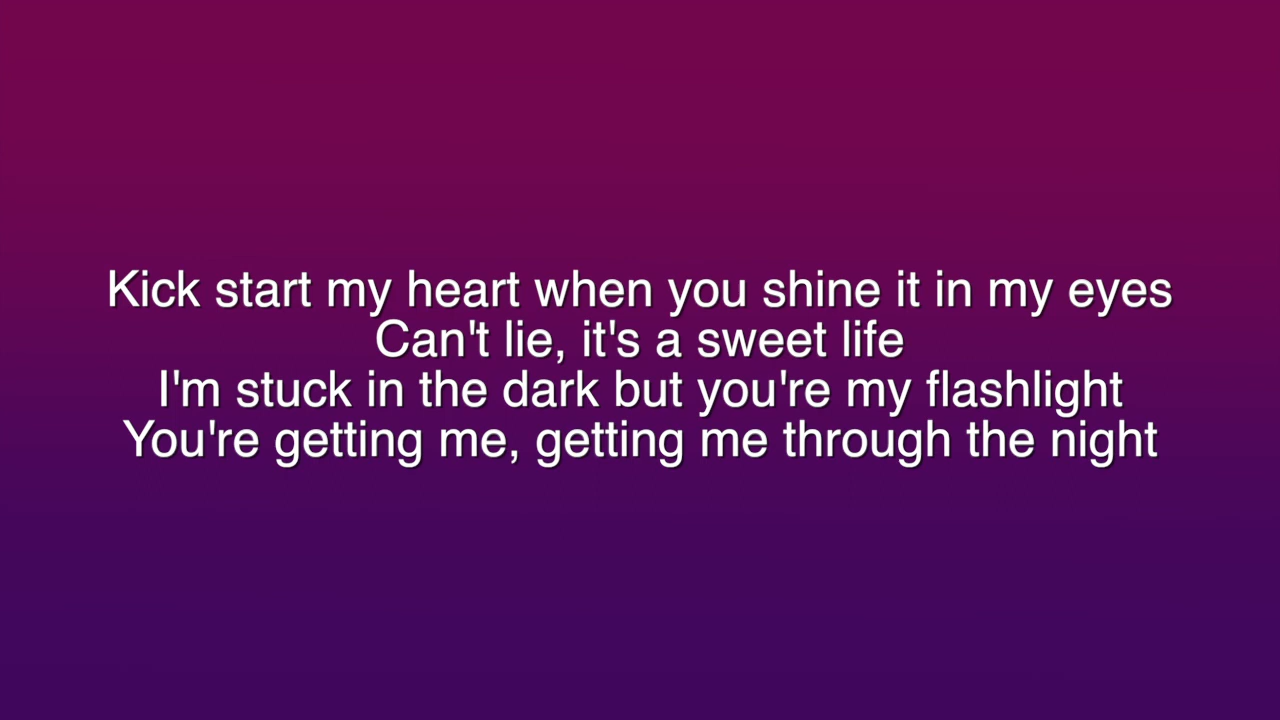 Kick start my heart when you shine it in my eyes
Can't lie, it's a sweet life
I'm stuck in the dark but you're my flashlight
You're getting me, getting me through the night